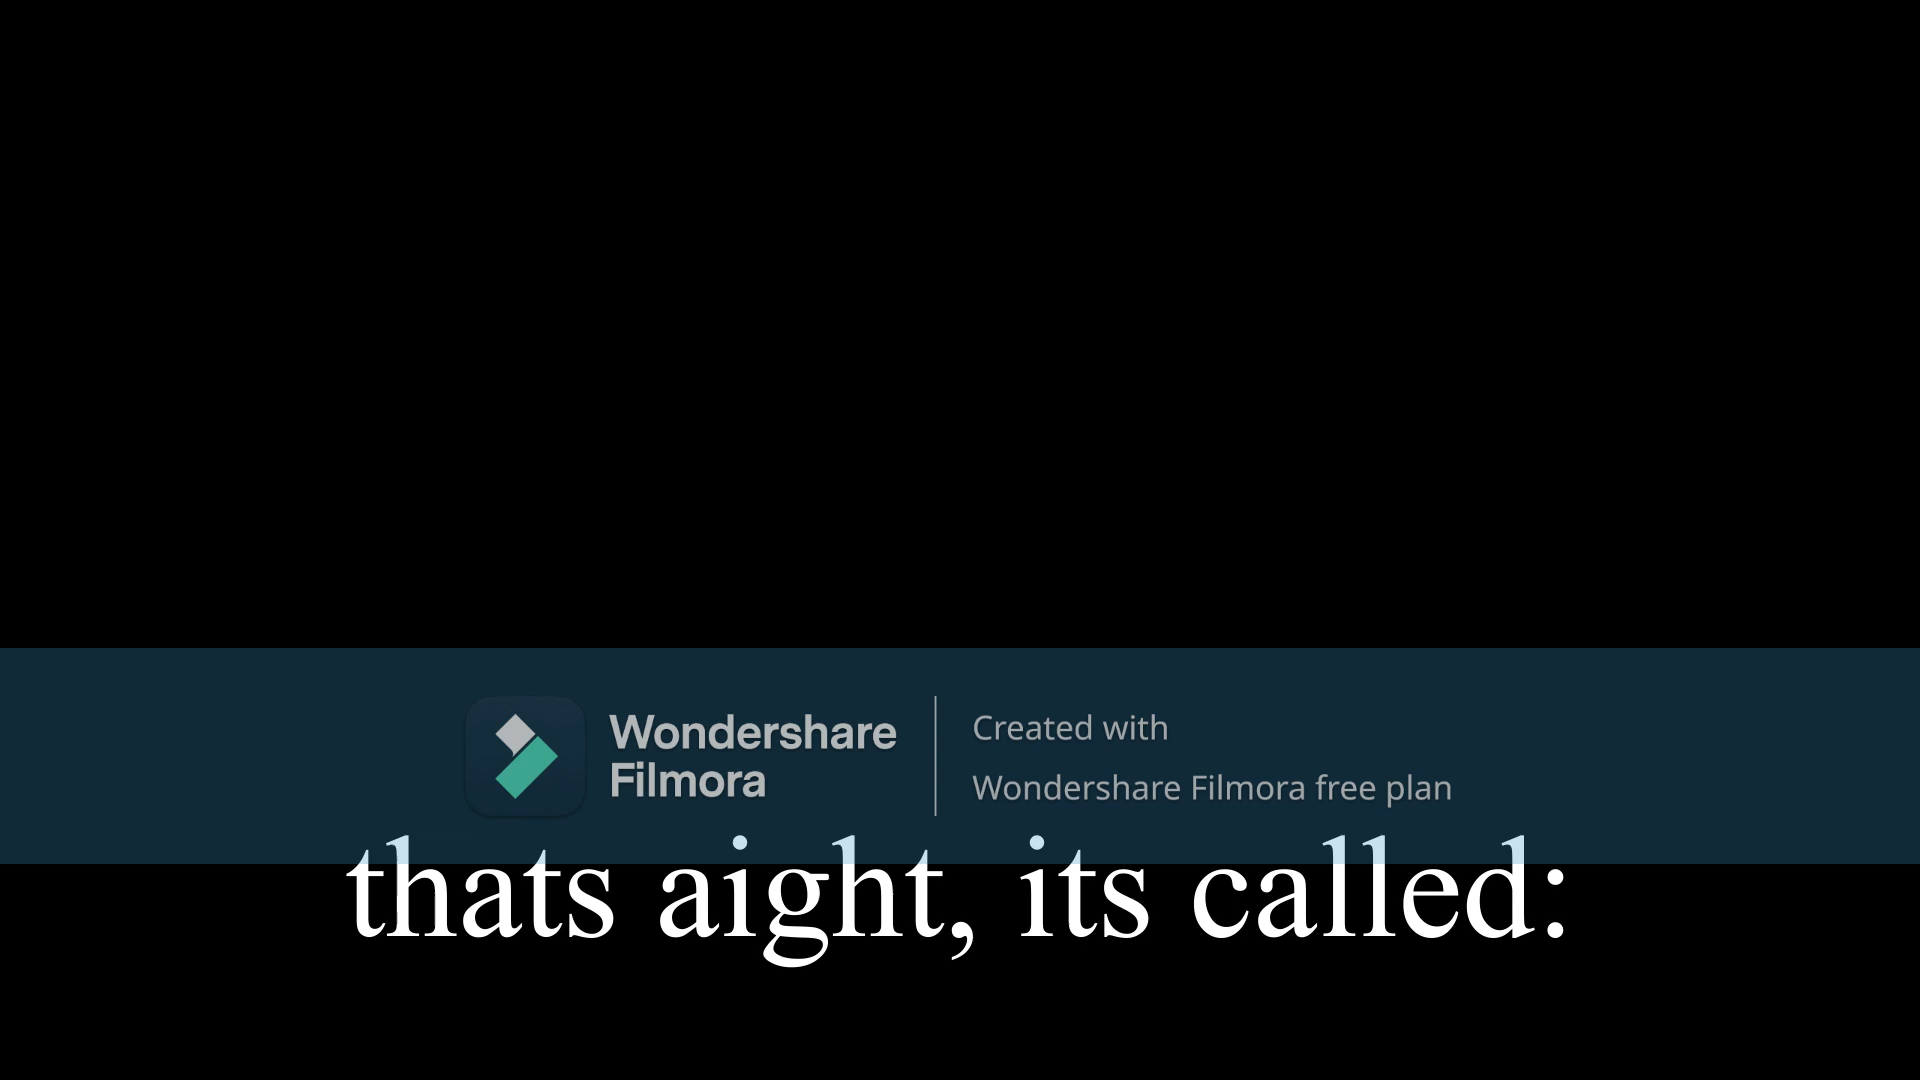 Wondershare
Filmora
Created with
Wondershare Filmora free plan
thats aight, its called: